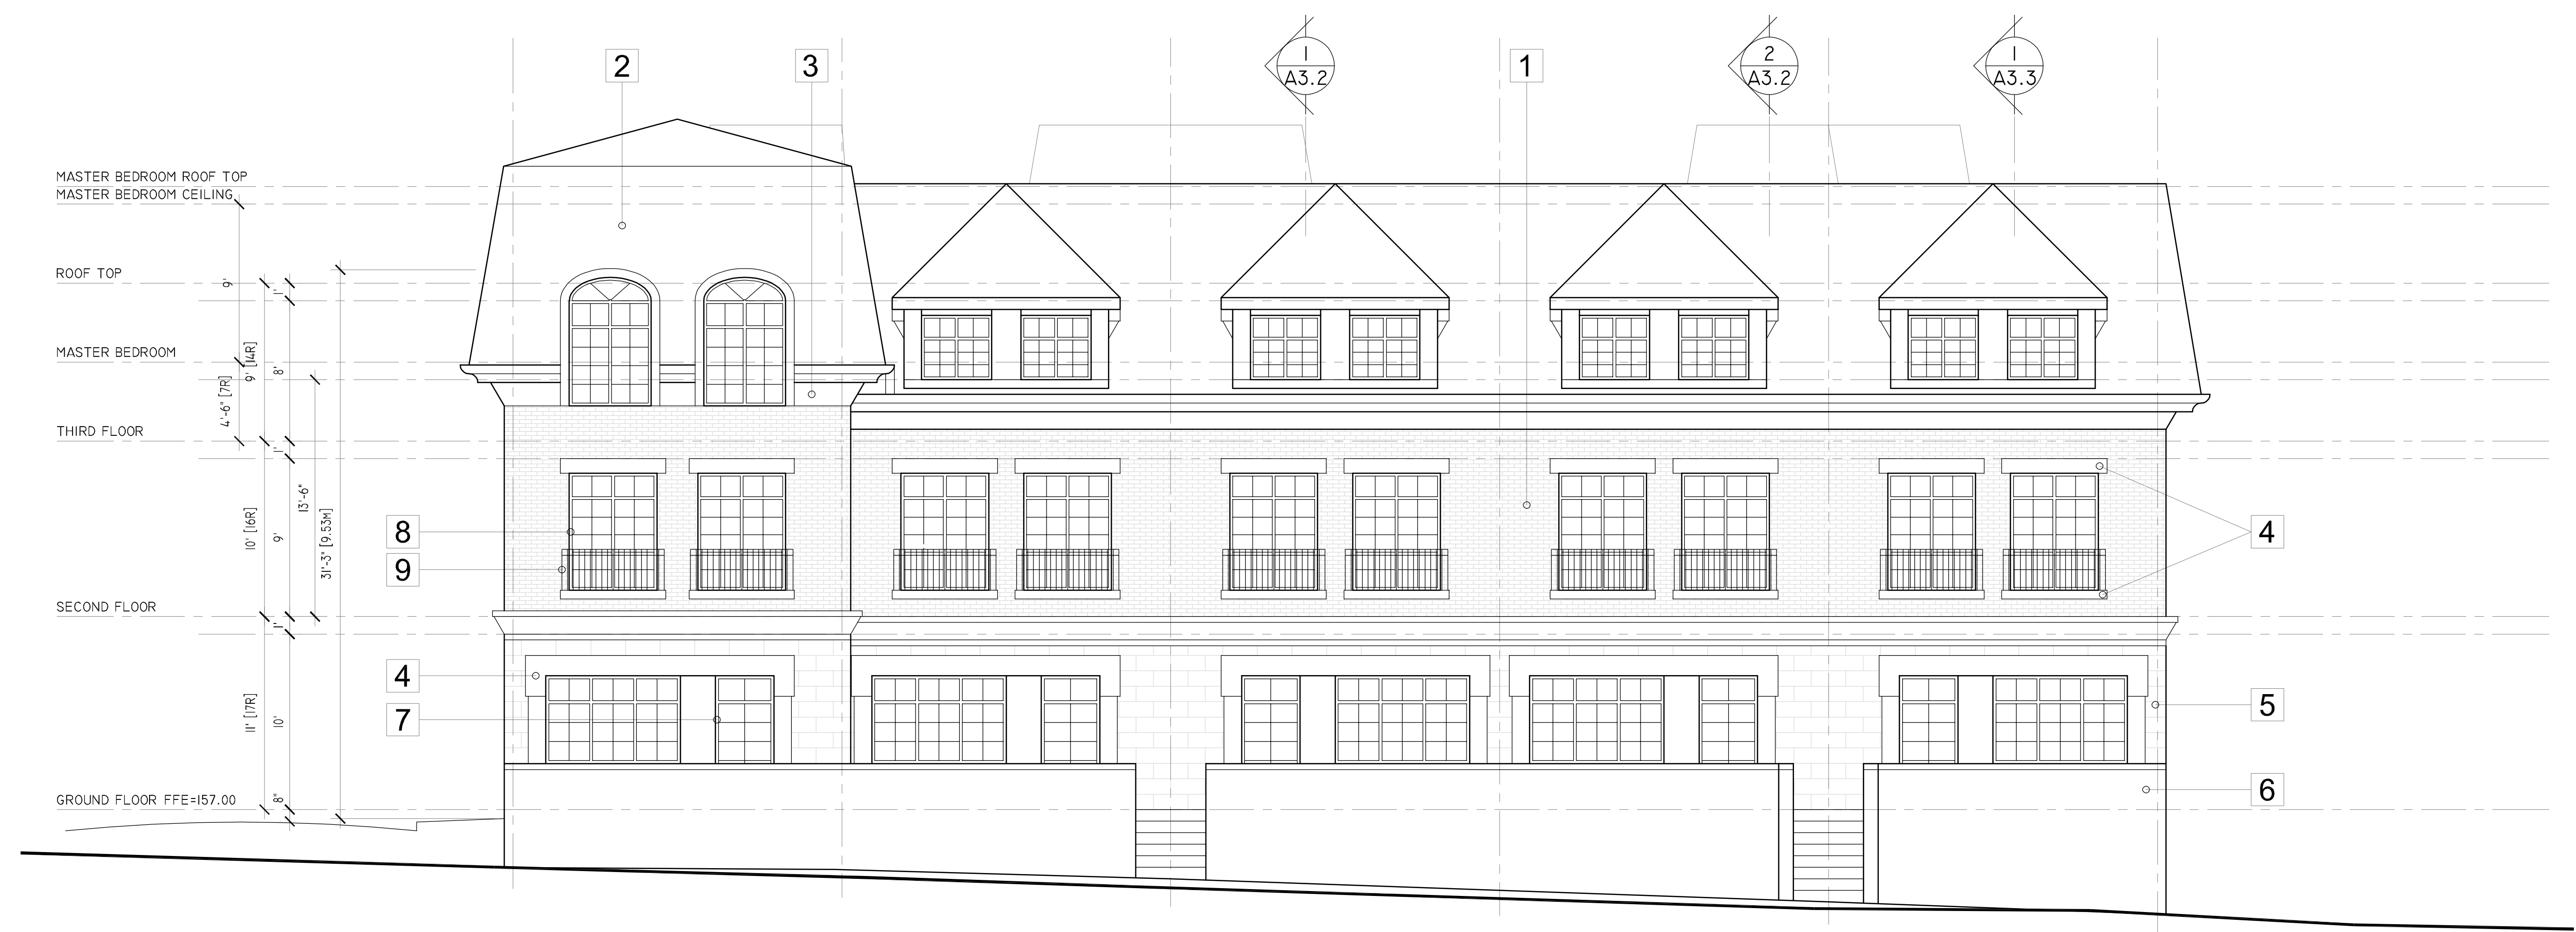 2
3
1
A3.2
1
2
A3.2
1
A3.3
MASTER BEDROOM ROOF TOP
MASTER BEDROOM CEILING
ROOF TOP
9'
1'
MASTER BEDROOM
9' [14R]
8'
4'-6" [7R]
THIRD FLOOR
1'
13'-6"
10' [16R]
9'
31'-3" [9.53M]
8
9
4
SECOND FLOOR
1'
4
7
5
11' [17R]
10'
6
GROUND FLOOR FFE=157.00
8"